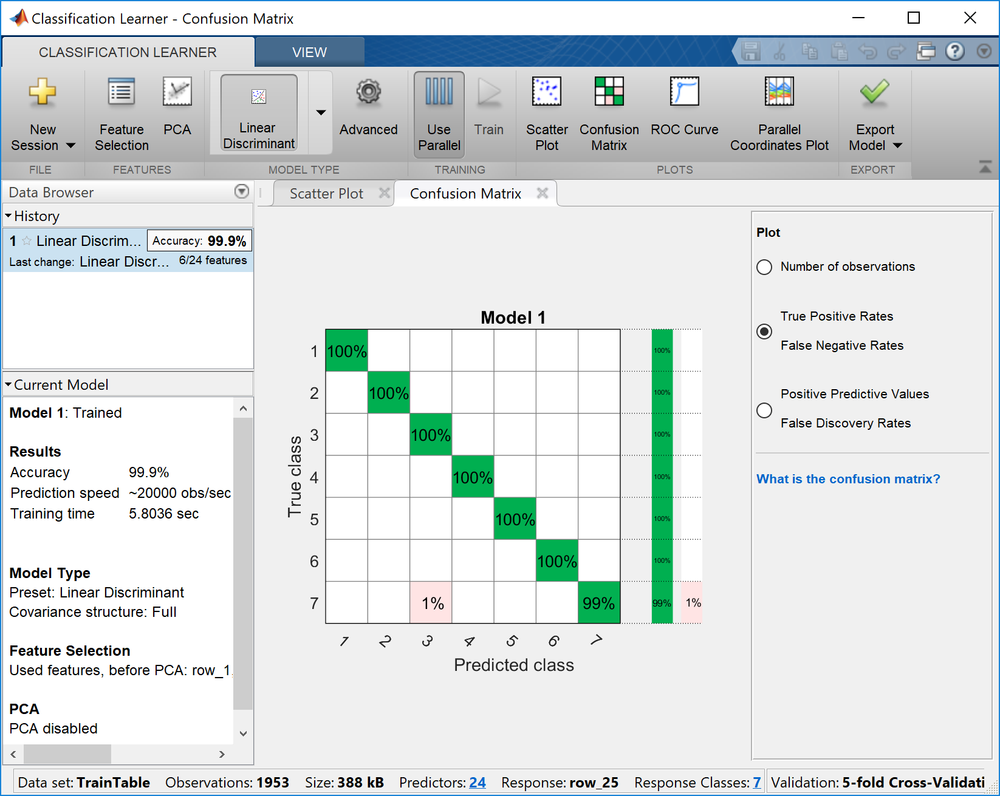 Classification Learner - Confusion Matrix
CLASSIFICATION LEARNER
VIEW
New
Session
Feature
Selection
PCA
Linear
Discriminant
Advanced
Use
Parallel
Train
Scatter
Plot
Confusion
Matrix
ROC Curve
Parallel
Coordinates Plot
Export
Model
FILE
FEATURES
MODEL TYPE
TRAINING
PLOTS
EXPORT
Data Browser
History
1 Linear Discrim... Accuracy: 99.9%
Last change: Linear Discr... 6/24 features
Current Model
Model 1: Trained
Results
Accuracy 99.9%
Prediction speed ~20000 obs/sec
Training time 5.8036 sec
Model Type
Preset: Linear Discriminant
Covariance structure: Full
Feature Selection
Used features, before PCA: row_1,
PCA
PCA disabled
Scatter Plot
Confusion Matrix
Model 1
True class
1 100% 100%
2 100% 100%
3 100% 100%
4 100% 100%
5 100% 100%
6 100% 100%
7 1% 99% 99% 1%
1 2 3 4 5 6 7
Predicted class
Plot
Number of observations
True Positive Rates
False Negative Rates
Positive Predictive Values
False Discovery Rates
What is the confusion matrix?
Data set: TrainTable Observations: 1953 Size: 388 kB Predictors: 24 Response: row_25 Response Classes: 7 Validation: 5-fold Cross-Validati